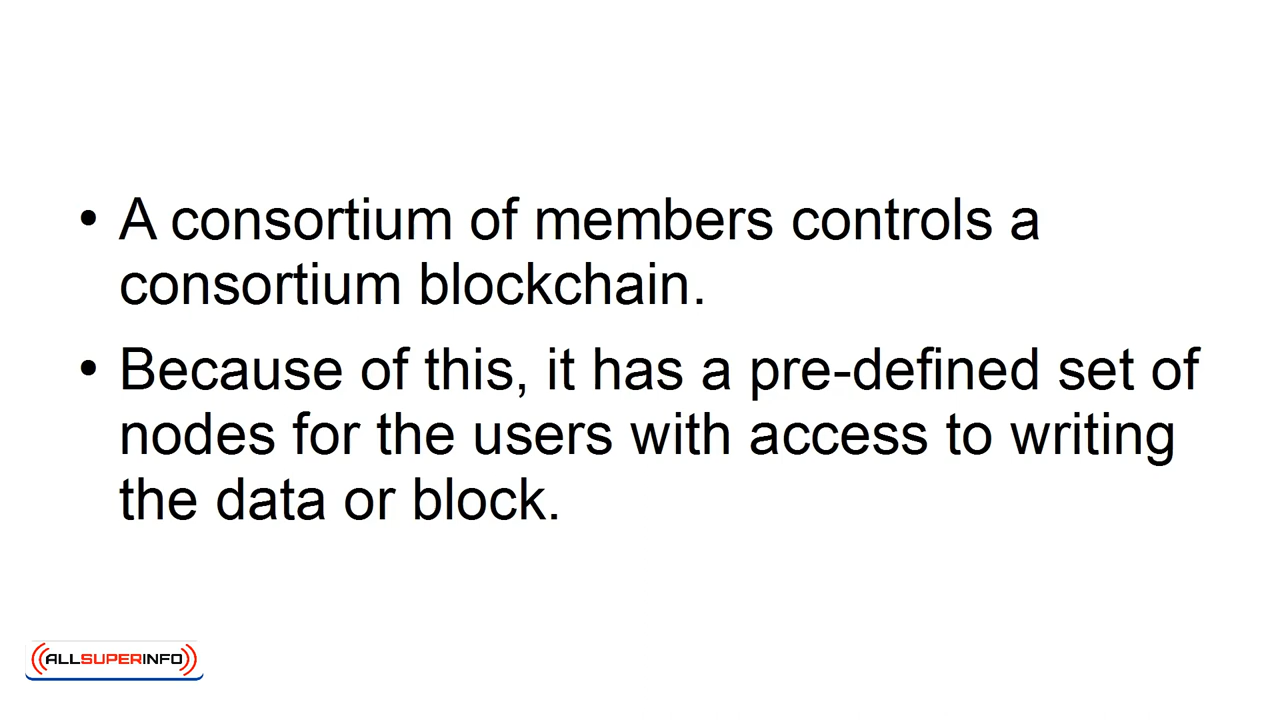 • A consortium of members controls a
consortium blockchain.
• Because of this, it has a pre-defined set of
nodes for the users with access to writing
the data or block.
ALLSUPERINFO